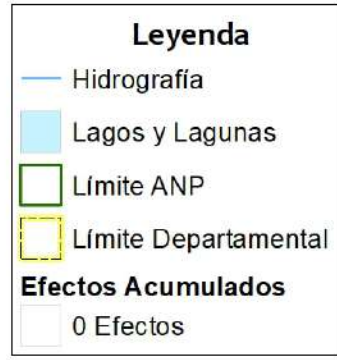 Leyenda
Hidrografía
Lagos y Lagunas
Límite ANP
Límite Departamental
Efectos Acumulados
0 Efectos